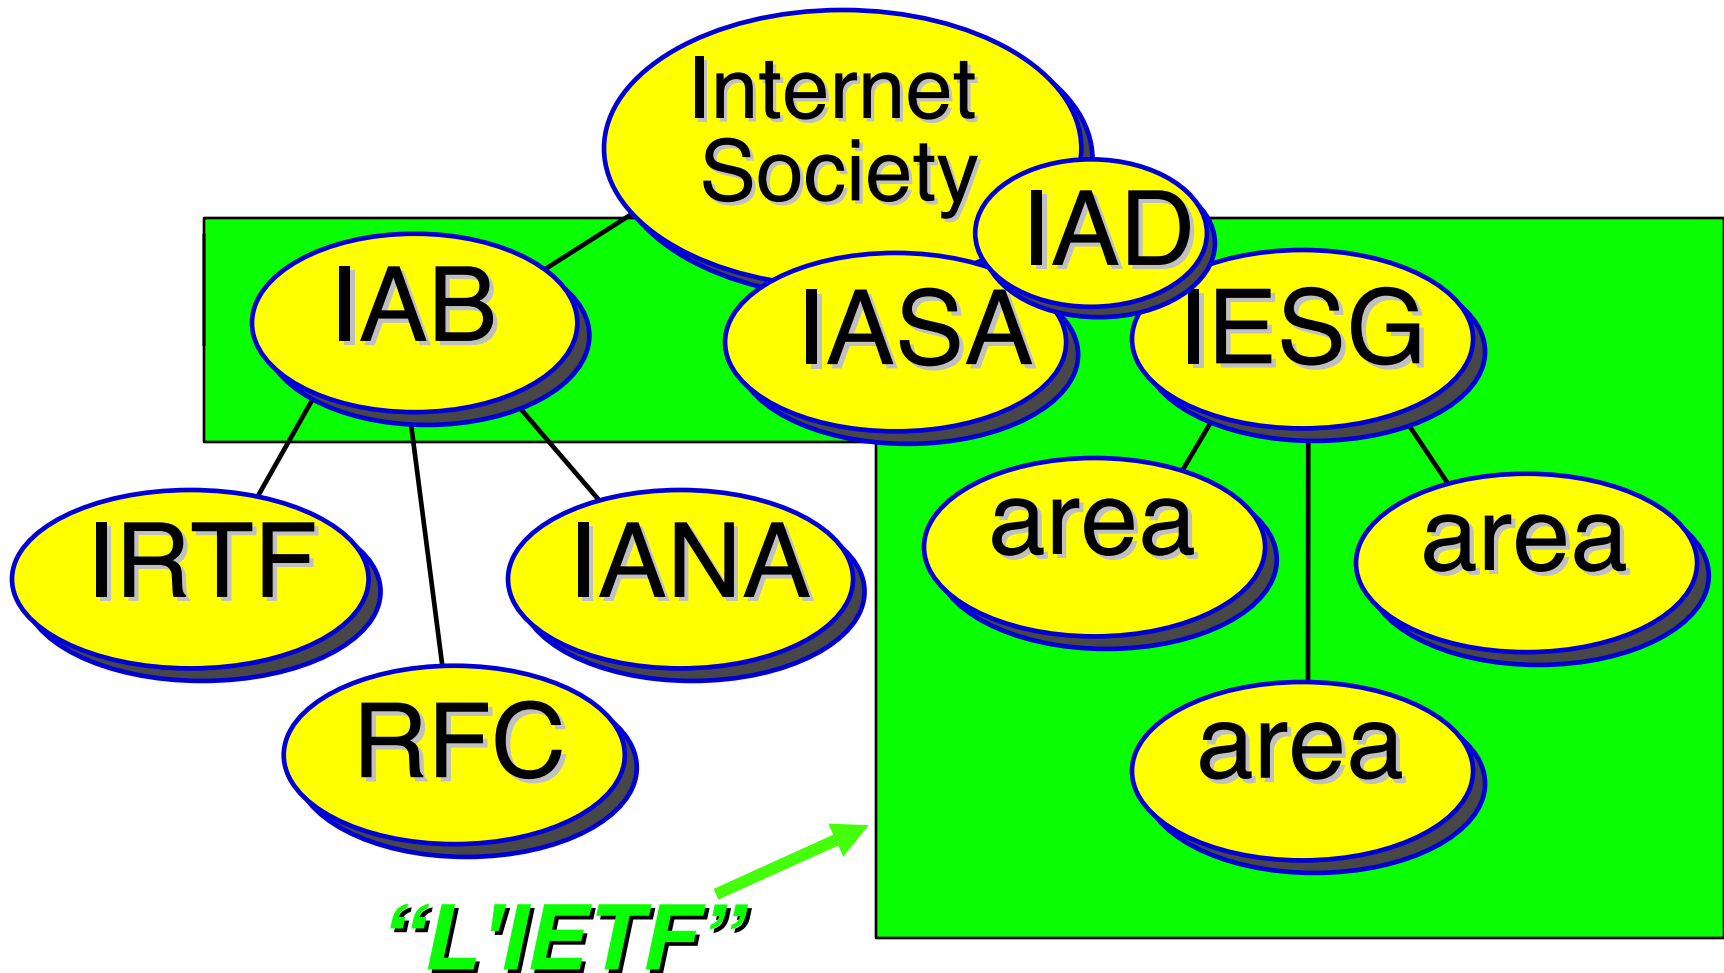 Internet
Society
IAD
IAB
IASA
IESG
IRTF
IANA
area
area
RFC
area
“L'IETF”